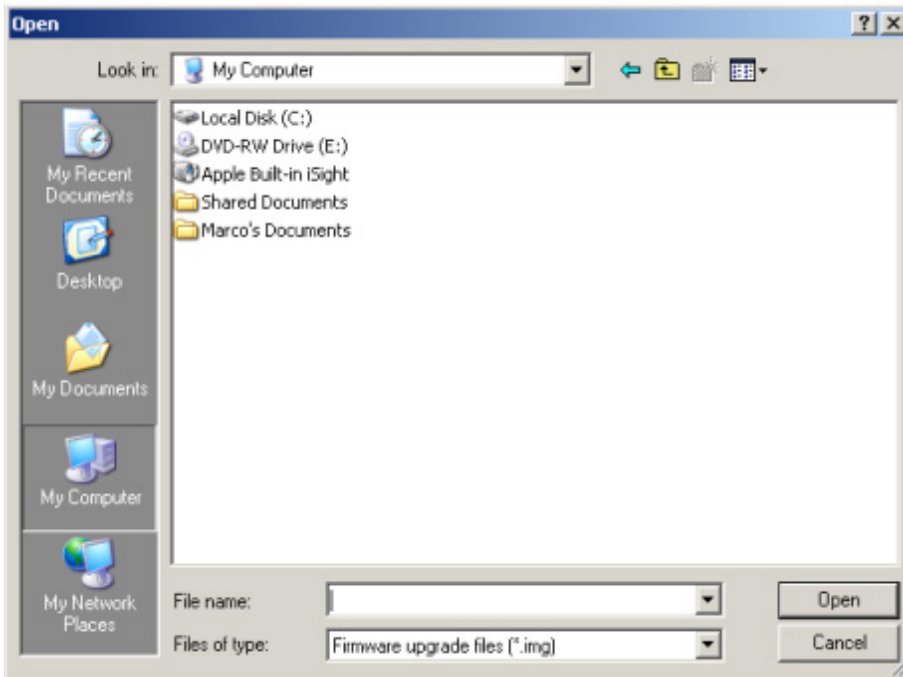 Open
Look in:
My Computer
My Recent
Documents
Desktop
My Documents
My Computer
My Network
Places
Local Disk (C:)
DVD-RW Drive (E:)
Apple Built-in iSight
Shared Documents
Marco's Documents
File name:
Open
Files of type:
Firmware upgrade files (*.img)
Cancel